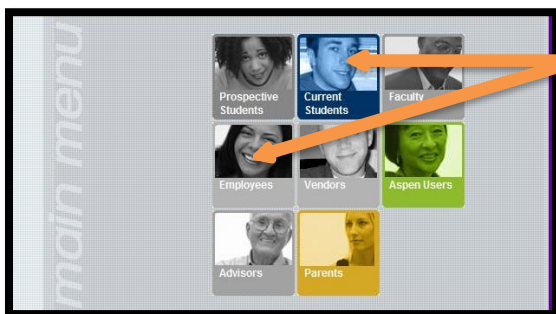 main menu
Prospective
Students
Current
Students
Faculty
Employees
Vendors
Aspen Users
Advisors
Parents